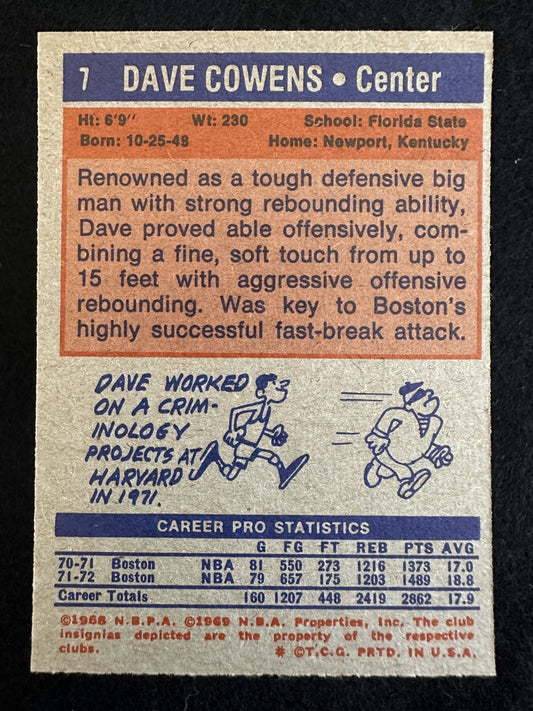 7 DAVE COWENS • Center
Ht: 6'9" Wt: 230 School: Florida State
Born: 10-25-48 Home: Newport, Kentucky
Renowned as a tough defensive big
man with strong rebounding ability,
Dave proved able offensively, com-
bining a fine, soft touch from up to
15 feet with aggressive offensive
rebounding. Was key to Boston's
highly successful fast-break attack.
DAVE WORKED
ON A CRIM-
INOLOGY
PROJECTS AT
HARVARD
IN 1971.
CAREER PRO STATISTICS
G FG FT REB PTS AVG
70-71 Boston NBA 81 550 273 1216 1373 17.0
71-72 Boston NBA 79 657 175 1203 1489 18.8
Career Totals 160 1207 448 2419 2862 17.9
©1968 N.B.P.A. ©1969 N.B.A. Properties, Inc. The club
insignias depicted are the property of the respective
clubs. * ©T.C.G. PRTD. IN U.S.A.